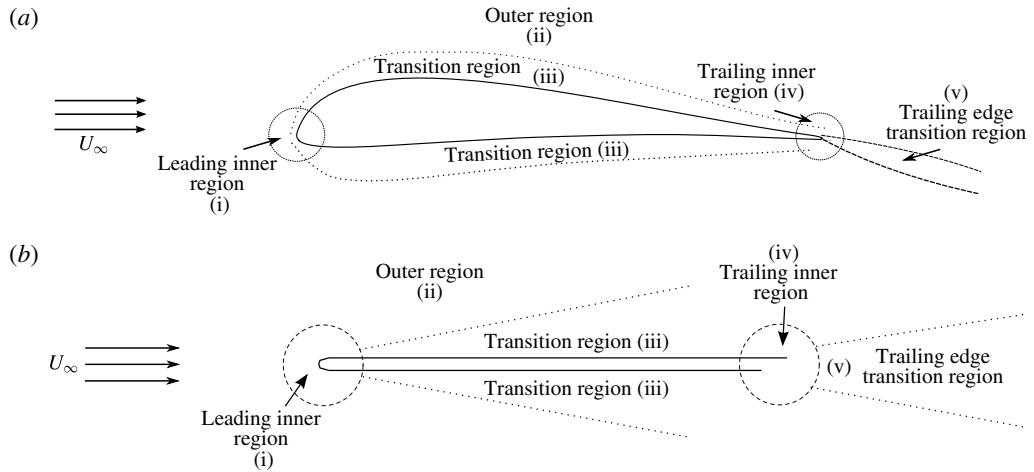 (a)
Outer region
(ii)
Transition region (iii)
Trailing inner
region (iv)
(v)
Trailing edge
transition region
U∞
Leading inner
region
(i)
Transition region (iii)
(b)
Outer region
(ii)
(iv)
Trailing inner
region
U∞
Transition region (iii)
Transition region (iii)
(v)
Trailing edge
transition region
Leading inner
region
(i)